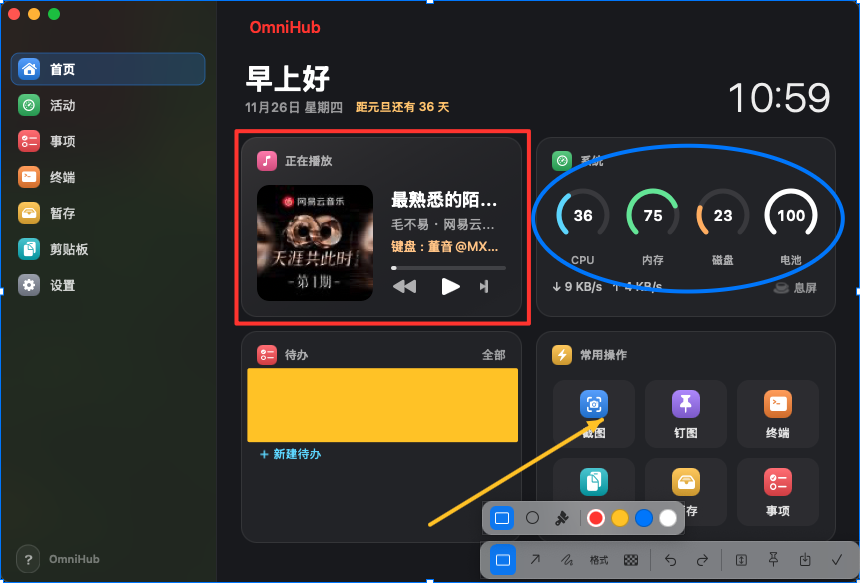 OmniHub
首页
活动
事项
终端
暂存
剪贴板
设置
? OmniHub
早上好
11月26日 星期四 距元旦还有 36 天
10:59
正在播放
网易云音乐
天涯共此时
-第1期-
最熟悉的陌...
毛不易 · 网易云...
键盘 : 董音 @MX...
系统
36 75 23 100
CPU 内存 磁盘 电池
↓ 9 KB/s ↑ 4 KB/s 息屏
待办 全部
+ 新建待办
常用操作
截图 钉图 终端
存 事项
格式